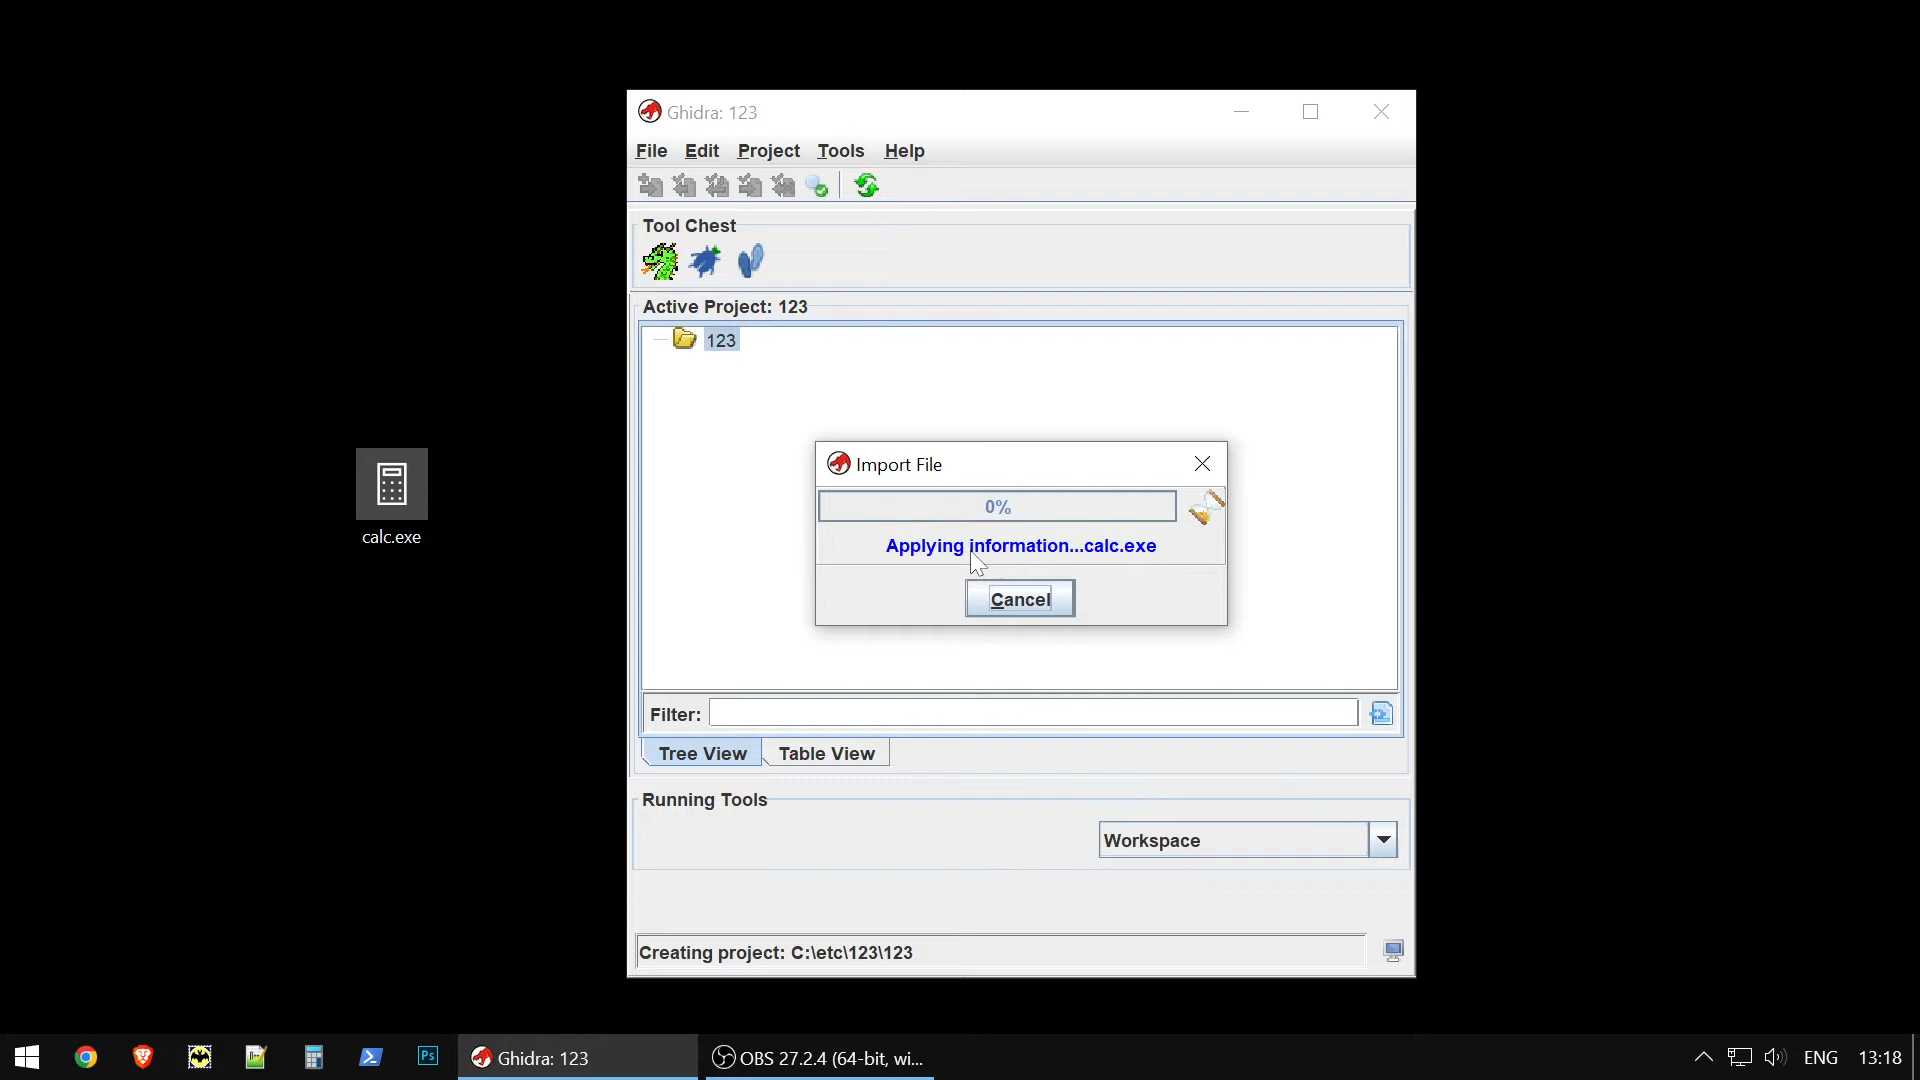 Ghidra: 123
File Edit Project Tools Help
Tool Chest
Active Project: 123
123
Import File
0%
Applying information...calc.exe
Cancel
calc.exe
Filter:
Tree View Table View
Running Tools
Workspace
Creating project: C:\etc\123\123
Ps
Ghidra: 123
OBS 27.2.4 (64-bit, wi...
ENG
13:18